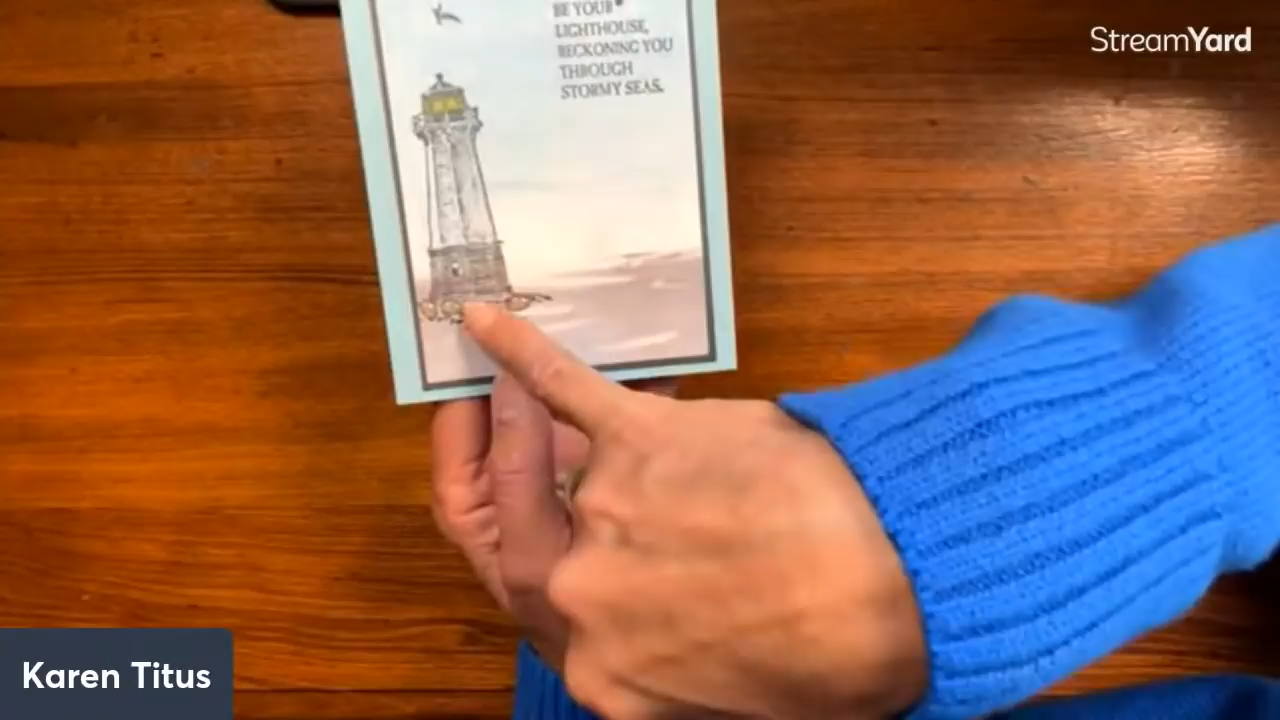 StreamYard
BE YOUR
LIGHTHOUSE,
BECKONING YOU
THROUGH
STORMY SEAS.
Karen Titus